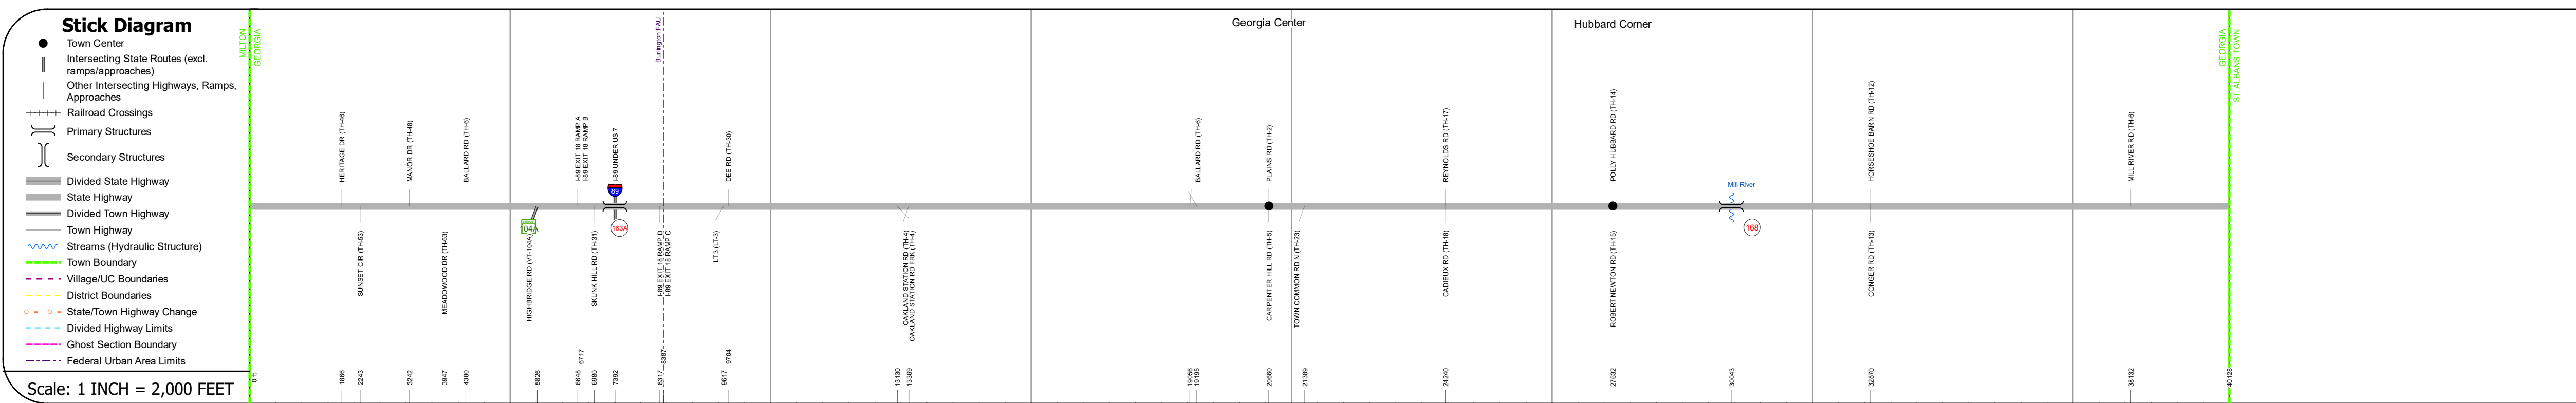 Stick Diagram
Town Center
Intersecting State Routes (excl.
ramps/approaches)
Other Intersecting Highways, Ramps,
Approaches
Railroad Crossings
Primary Structures
Secondary Structures
Divided State Highway
State Highway
Divided Town Highway
Town Highway
Streams (Hydraulic Structure)
Town Boundary
Village/UC Boundaries
District Boundaries
State/Town Highway Change
Divided Highway Limits
Ghost Section Boundary
Federal Urban Area Limits
Scale: 1 INCH = 2,000 FEET
MILTON
GEORGIA
Burlington FAU
Georgia Center
Hubbard Corner
GEORGIA
ST. ALBANS TOWN
HERITAGE DR (TH-46)
MANOR DR (TH-48)
BALLARD RD (TH-6)
I-89 EXIT 18 RAMP A
I-89 EXIT 18 RAMP B
I-89 UNDER US 7
DEE RD (TH-30)
BALLARD RD (TH-6)
PLAINS RD (TH-2)
REYNOLDS RD (TH-17)
POLLY HUBBARD RD (TH-14)
Mill River
HORSESHOE BARN RD (TH-12)
MILL RIVER RD (TH-6)
89
104A
163A
168
SUNSET CIR (TH-53)
MEADOWOOD DR (TH-63)
HIGHBRIDGE RD (VT-104A)
SKUNK HILL RD (TH-31)
I-89 EXIT 18 RAMP D
I-89 EXIT 18 RAMP C
LT3 (LT-3)
OAKLAND STATION RD (TH-4)
OAKLAND STATION RD FRK (TH-4)
CARPENTER HILL RD (TH-5)
TOWN COMMON RD N (TH-23)
CADIEUX RD (TH-18)
ROBERT NEWTON RD (TH-15)
CONGER RD (TH-13)
0 ft
1866
2243
3242
3947
4380
5826
6648
6717
6980
7392
8317
8387
9617
9704
13130
13369
19056
19195
20660
21389
24240
27632
30043
32870
38132
40128